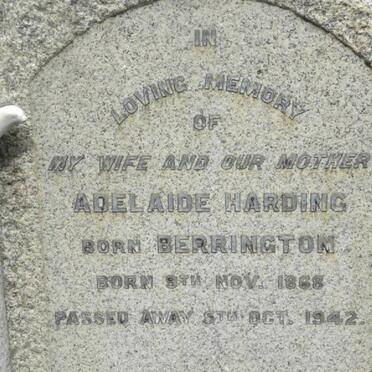 IN
LOVING MEMORY
OF
MY WIFE AND OUR MOTHER
ADELAIDE HARDING
BORN BERRINGTON
BORN 8TH NOV. 1868
PASSED AWAY 5TH OCT. 1942.